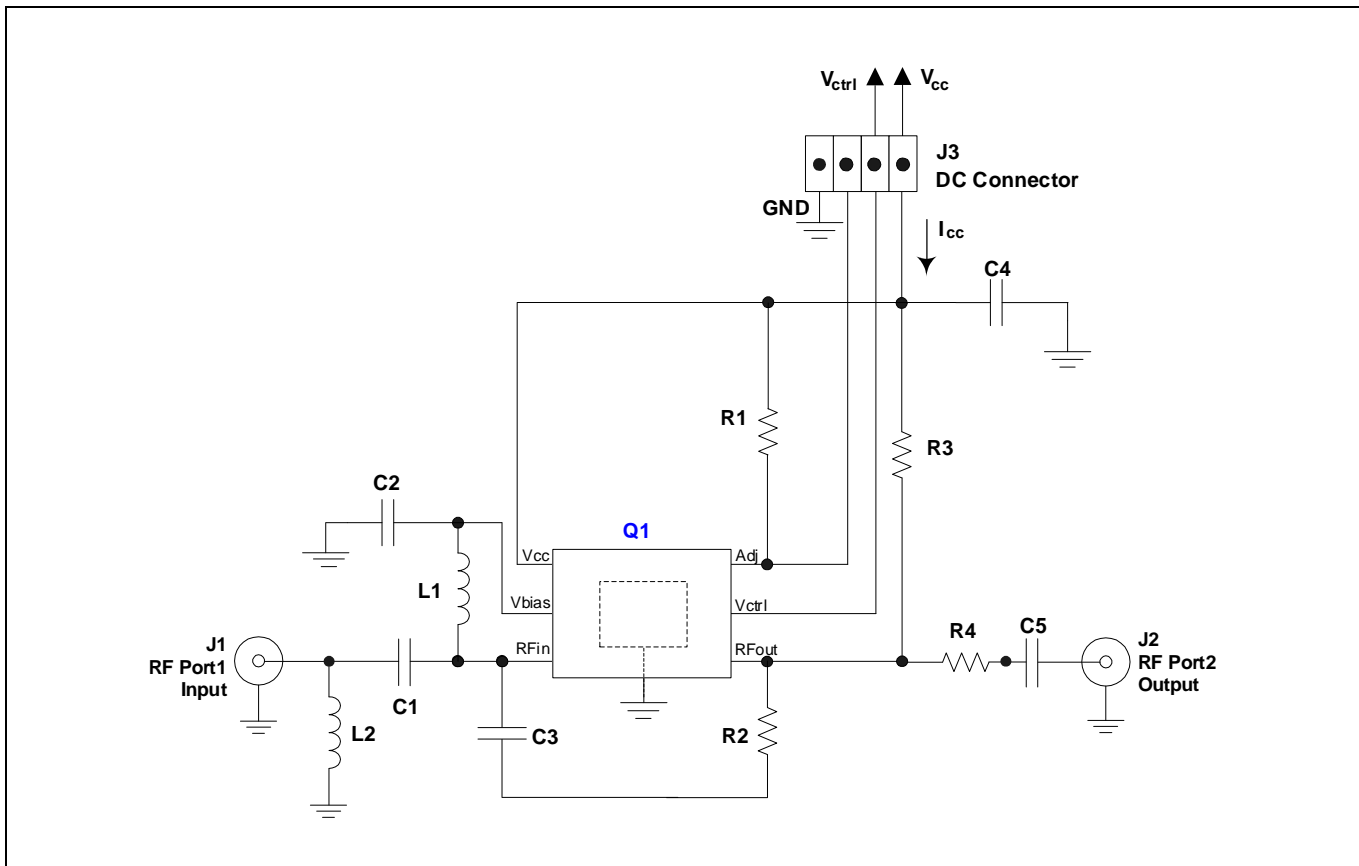 Vctrl
Vcc
J3
DC Connector
GND
Icc
C4
R1
R3
C2
Q1
Vcc
Adj
L1
Vbias
Vctrl
J1
RF Port1
Input
C1
RFin
RFout
R4
C5
J2
RF Port2
Output
L2
C3
R2